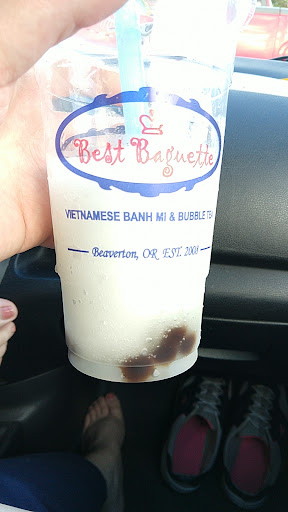 Best Baguette
VIETNAMESE BANH MI & BUBBLE TEA
Beaverton, OR EST. 2008